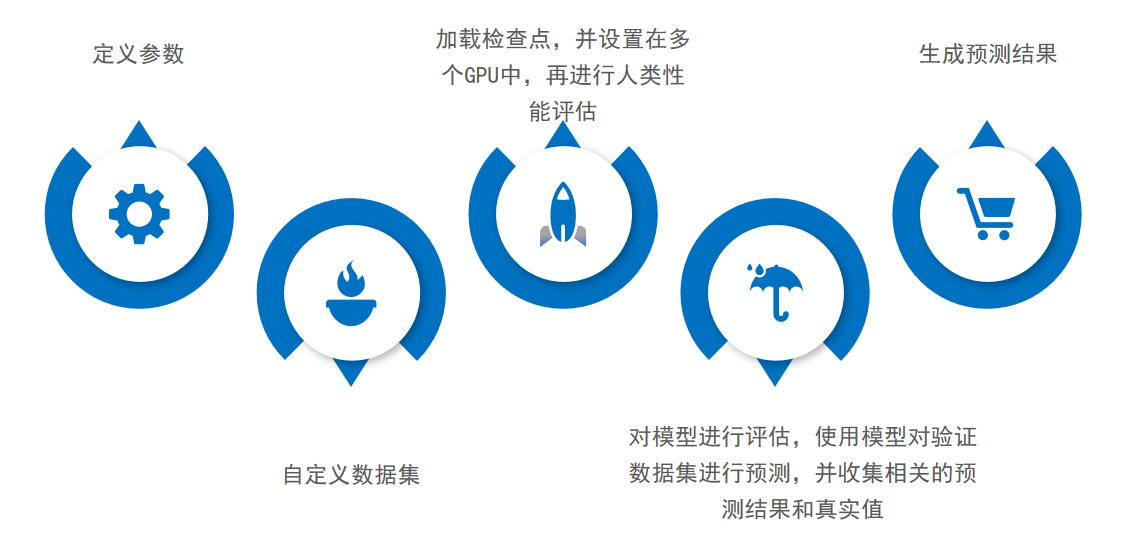 定义参数
自定义数据集
加载检查点，并设置在多
个GPU中，再进行人类性
能评估
对模型进行评估，使用模型对验证
数据集进行预测，并收集相关的预
测结果和真实值
生成预测结果